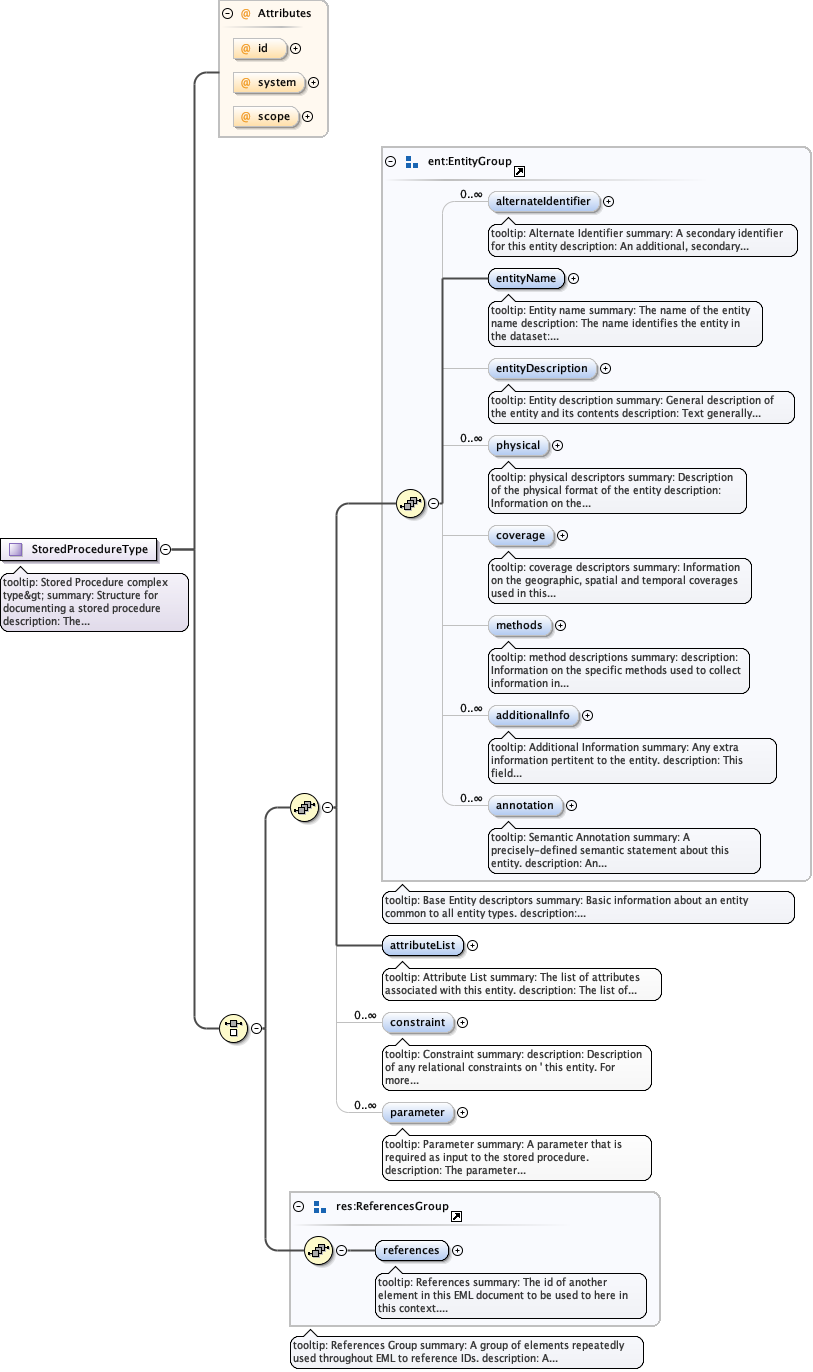 Attributes
@ id
@ system
@ scope
ent:EntityGroup
0..∞
alternateIdentifier
tooltip: Alternate Identifier summary: A secondary identifier
for this entity description: An additional, secondary...
entityName
tooltip: Entity name summary: The name of the entity
name description: The name identifies the entity in
the dataset:...
entityDescription
tooltip: Entity description summary: General description of
the entity and its contents description: Text generally...
0..∞
physical
tooltip: physical descriptors summary: Description
of the physical format of the entity description:
Information on the...
coverage
tooltip: coverage descriptors summary: Information
on the geographic, spatial and temporal coverages
used in this...
methods
tooltip: method descriptions summary: description:
Information on the specific methods used to collect
information in...
0..∞
additionalInfo
tooltip: Additional Information summary: Any extra
information pertitent to the entity. description: This
field...
0..∞
annotation
tooltip: Semantic Annotation summary: A
precisely-defined semantic statement about this
entity. description: An...
tooltip: Base Entity descriptors summary: Basic information about an entity
common to all entity types. description:...
StoredProcedureType
tooltip: Stored Procedure complex
type&gt; summary: Structure for
documenting a stored procedure
description: The...
attributeList
tooltip: Attribute List summary: The list of attributes
associated with this entity. description: The list of...
0..∞
constraint
tooltip: Constraint summary: description: Description
of any relational constraints on ' this entity. For
more...
0..∞
parameter
tooltip: Parameter summary: A parameter that is
required as input to the stored procedure.
description: The parameter...
res:ReferencesGroup
references
tooltip: References summary: The id of another
element in this EML document to be used to here in
this context....
tooltip: References Group summary: A group of elements repeatedly
used throughout EML to reference IDs. description: A...